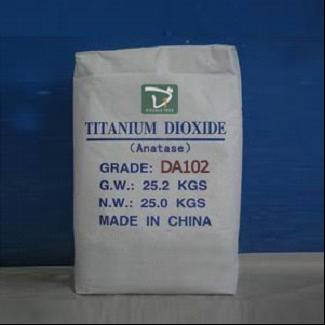 TITANIUM DIOXIDE
(Anatase)
GRADE: DA102
G.W.: 25.2 KGS
N.W.: 25.0 KGS
MADE IN CHINA